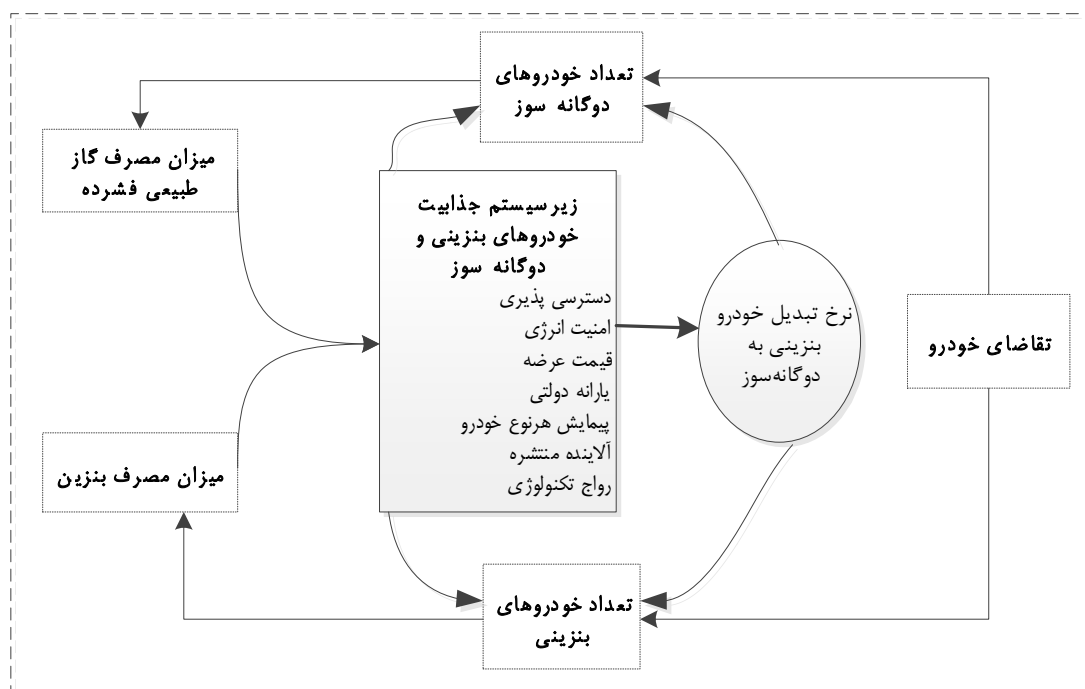 تعداد خودروهای
دوگانه سوز
میزان مصرف گاز
طبیعی فشرده
زیرسیستم جذابیت
خودروهای بنزینی و
دوگانه سوز
دسترسی پذیری
امنیت انرژی
قیمت عرضه
یارانه دولتی
پیمایش هرنوع خودرو
آلاینده منتشره
رواج تکنولوژی
نرخ تبدیل خودرو
بنزینی به
دوگانه‌سوز
تقاضای خودرو
میزان مصرف بنزین
تعداد خودروهای
بنزینی